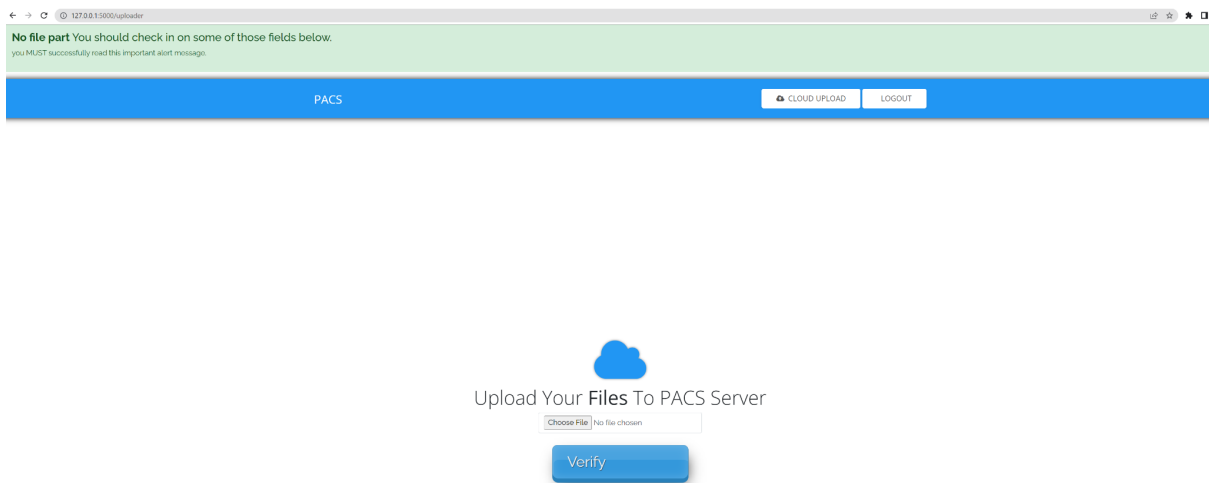 127.0.0.1:5000/uploader
No file part You should check in on some of those fields below.
you MUST successfully read this important alert message.
PACS CLOUD UPLOAD LOGOUT
Upload Your Files To PACS Server
Choose File No file chosen
Verify